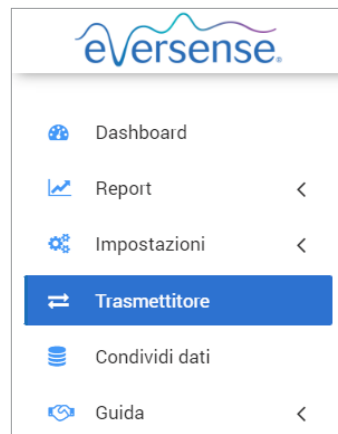 eversense.
Dashboard
Report
Impostazioni
Trasmettitore
Condividi dati
Guida